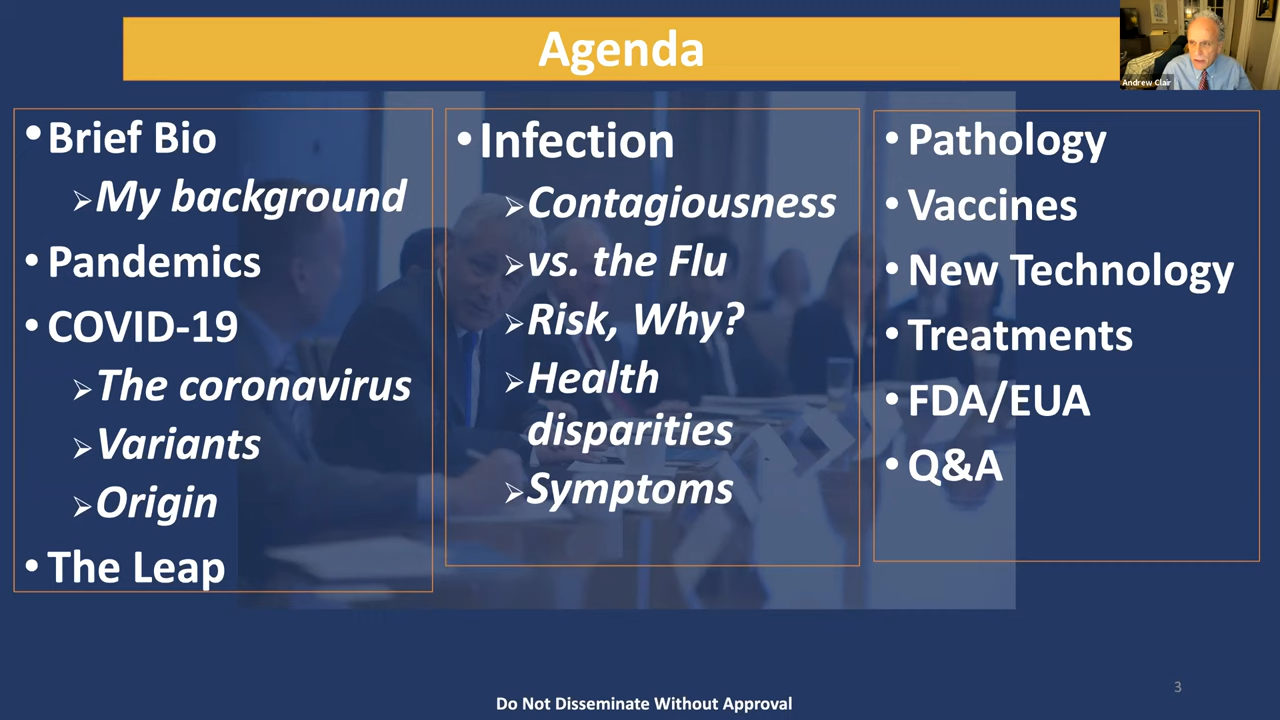 Agenda
Andrew Clair
• Brief Bio
➢ My background
• Pandemics
• COVID-19
➢ The coronavirus
➢ Variants
➢ Origin
• The Leap
• Infection
➢ Contagiousness
➢ vs. the Flu
➢ Risk, Why?
➢ Health
disparities
➢ Symptoms
• Pathology
• Vaccines
• New Technology
• Treatments
• FDA/EUA
• Q&A
3
Do Not Disseminate Without Approval